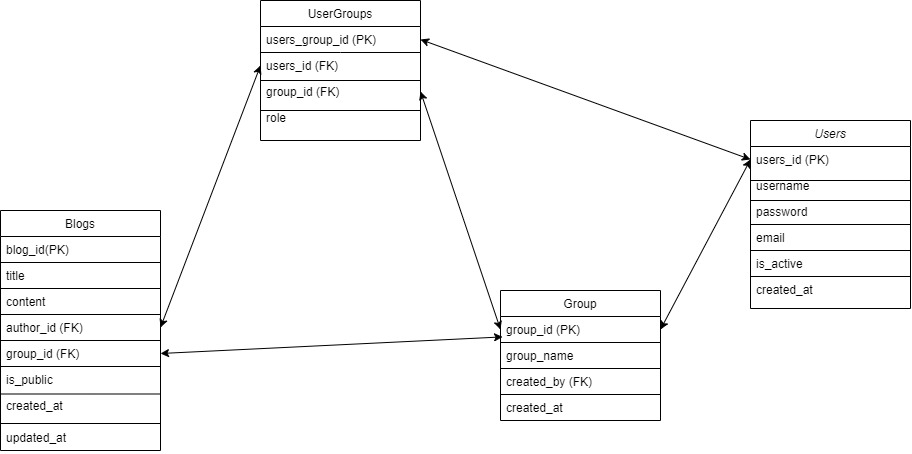 UserGroups
users_group_id (PK)
users_id (FK)
group_id (FK)
role
Users
users_id (PK)
username
password
email
is_active
created_at
Blogs
blog_id(PK)
title
content
author_id (FK)
group_id (FK)
is_public
created_at
updated_at
Group
group_id (PK)
group_name
created_by (FK)
created_at